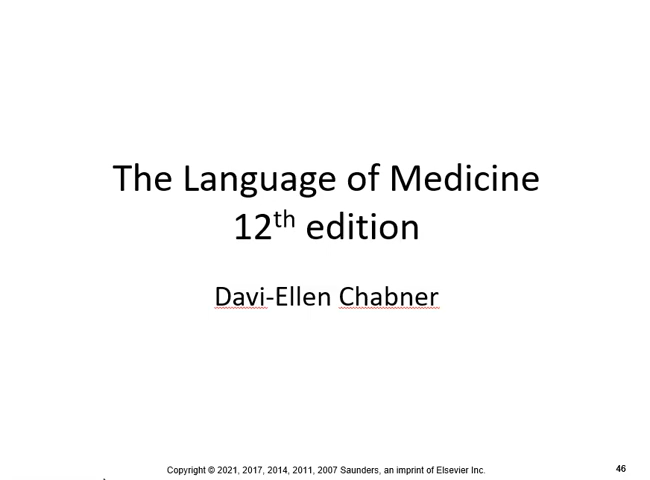 The Language of Medicine
12th edition
Davi-Ellen Chabner
Copyright © 2021, 2017, 2014, 2011, 2007 Saunders, an imprint of Elsevier Inc.
46